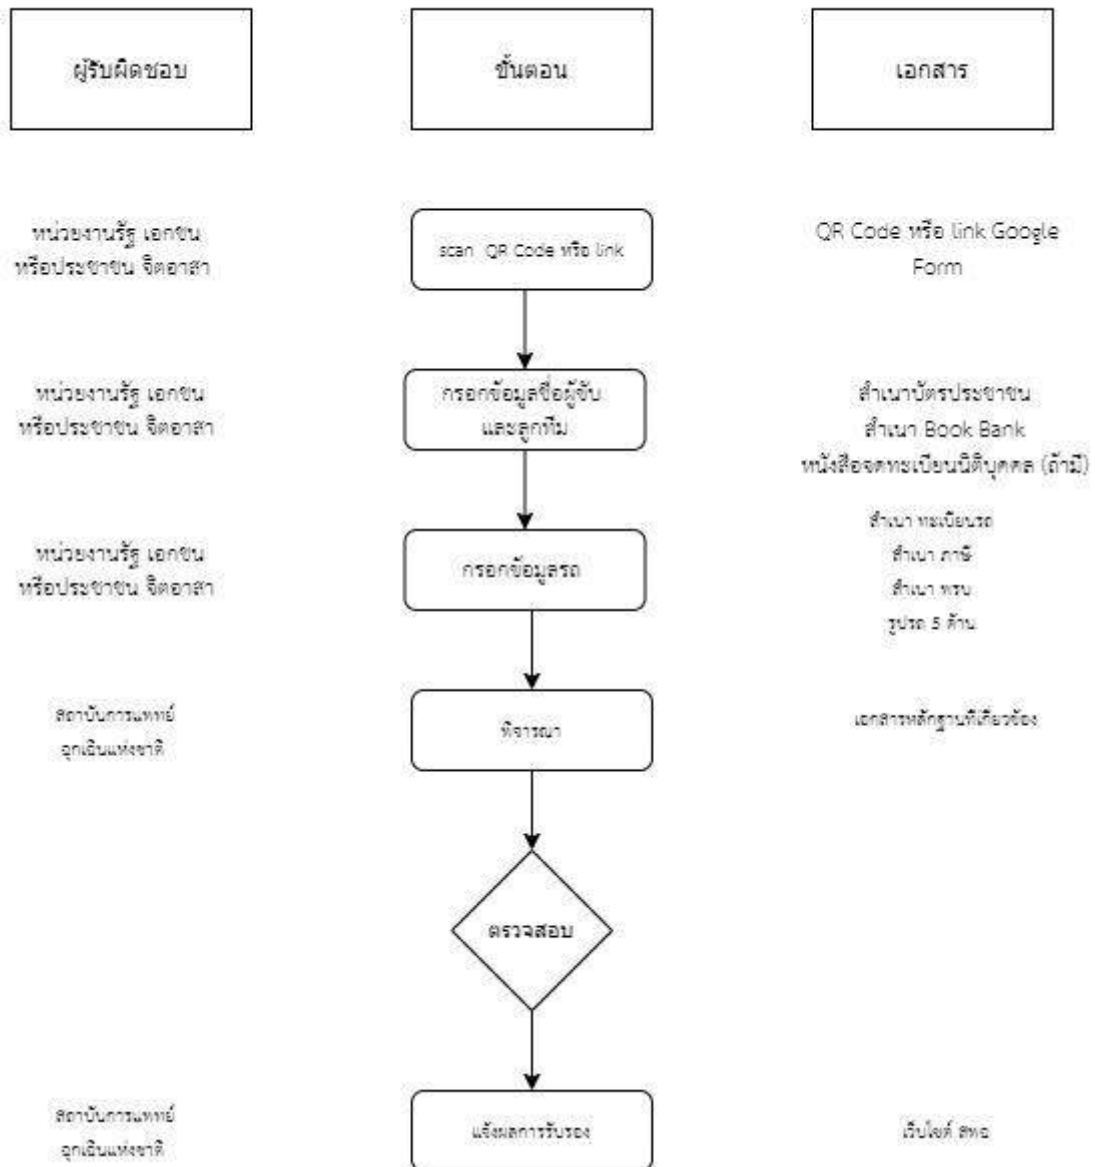 ผู้รับผิดชอบ
ขั้นตอน
เอกสาร
หน่วยงานรัฐ เอกชน
หรือประชาชน จิตอาสา
scan QR Code หรือ link
QR Code หรือ link Google
Form
หน่วยงานรัฐ เอกชน
หรือประชาชน จิตอาสา
กรอกข้อมูลชื่อผู้ขับ
และลูกทีม
สำเนาบัตรประชาชน
สำเนา Book Bank
หนังสือจดทะเบียนนิติบุคคล (ถ้ามี)
หน่วยงานรัฐ เอกชน
หรือประชาชน จิตอาสา
กรอกข้อมูลรถ
สำเนา ทะเบียนรถ
สำเนา ภาษี
สำเนา พรบ
รูปรถ 5 ด้าน
สถาบันการแพทย์
ฉุกเฉินแห่งชาติ
พิจารณา
เอกสารหลักฐานที่เกี่ยวข้อง
ตรวจสอบ
สถาบันการแพทย์
ฉุกเฉินแห่งชาติ
แจ้งผลการรับรอง
เว็บไซต์ สพฉ